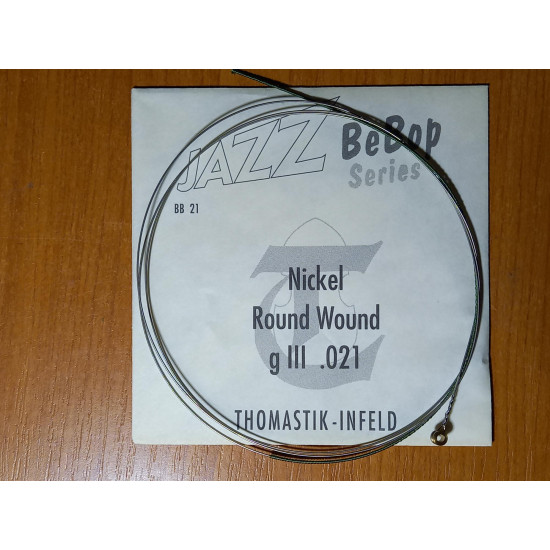 JAZZ BeBop
Series
BB 21
Nickel
Round Wound
g III .021
THOMASTIK-INFELD